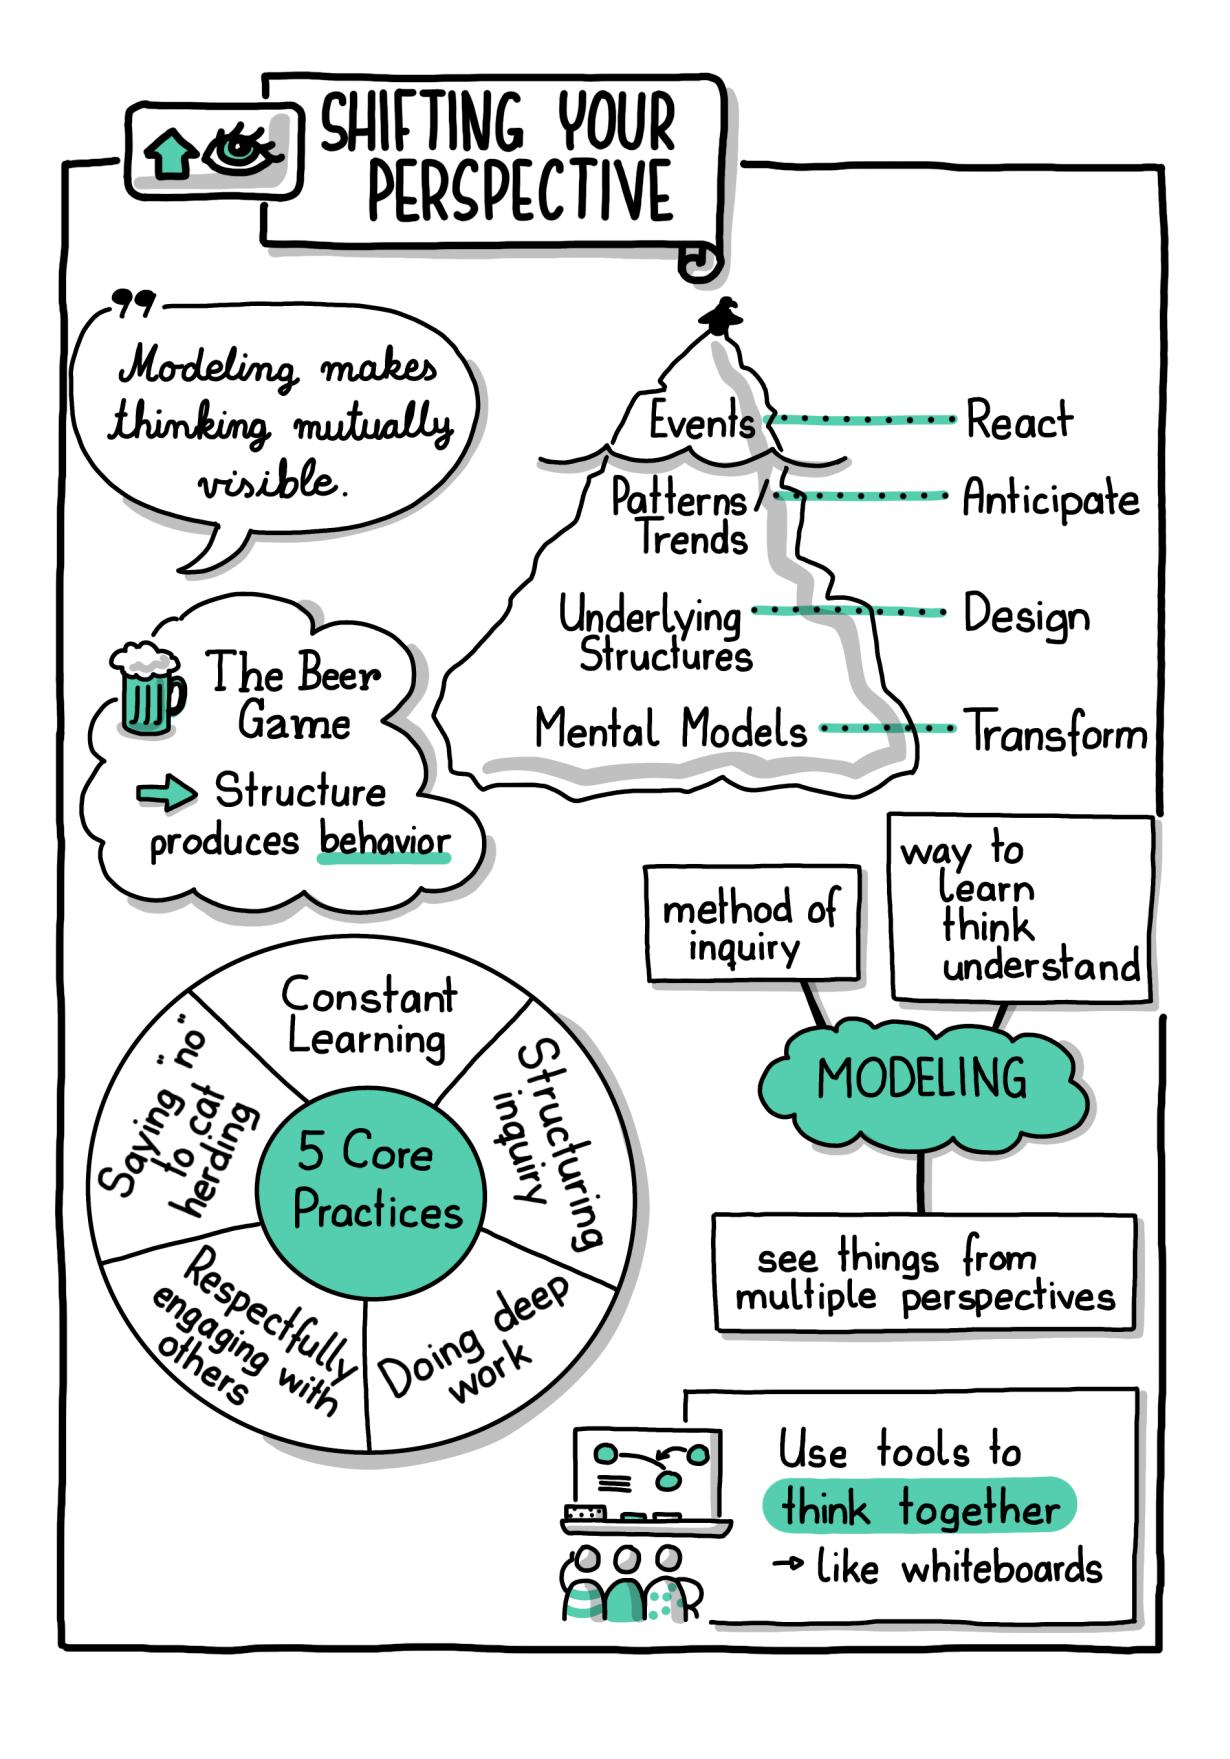 SHIFTING YOUR
PERSPECTIVE
Modeling makes
thinking mutually
visible.
Events
React
Patterns /
Trends
Anticipate
Underlying
Structures
Design
Mental Models
Transform
The Beer
Game
Structure
produces behavior
method of
inquiry
way to
learn
think
understand
MODELING
see things from
multiple perspectives
5 Core
Practices
Constant
Learning
Structuring
inquiry
Doing deep
work
Respectfully
engaging with
others
Saying "no"
to cat
herding
Use tools to
think together
→ like whiteboards